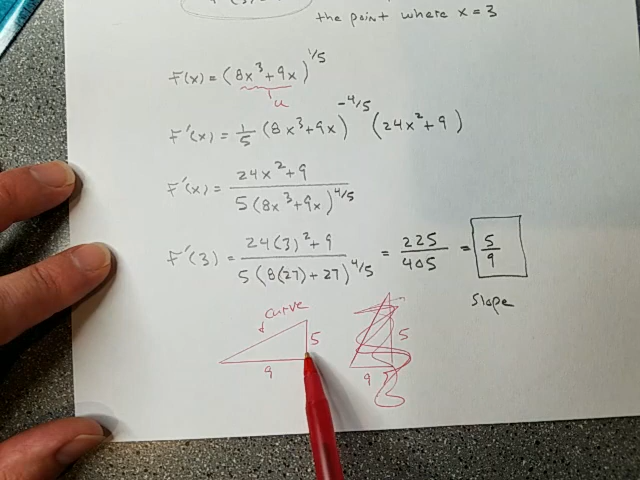 the point where x = 3
F(x) = (8x³ + 9x)^1/5
u
F'(x) = 1/5 (8x³ + 9x)^-4/5 (24x² + 9)
F'(x) = 24x² + 9 / 5(8x³ + 9x)^4/5
F'(3) = 24(3)² + 9 / 5(8(27) + 27)^4/5 = 225/405 = 5/9
slope
curve
5
9
5
9